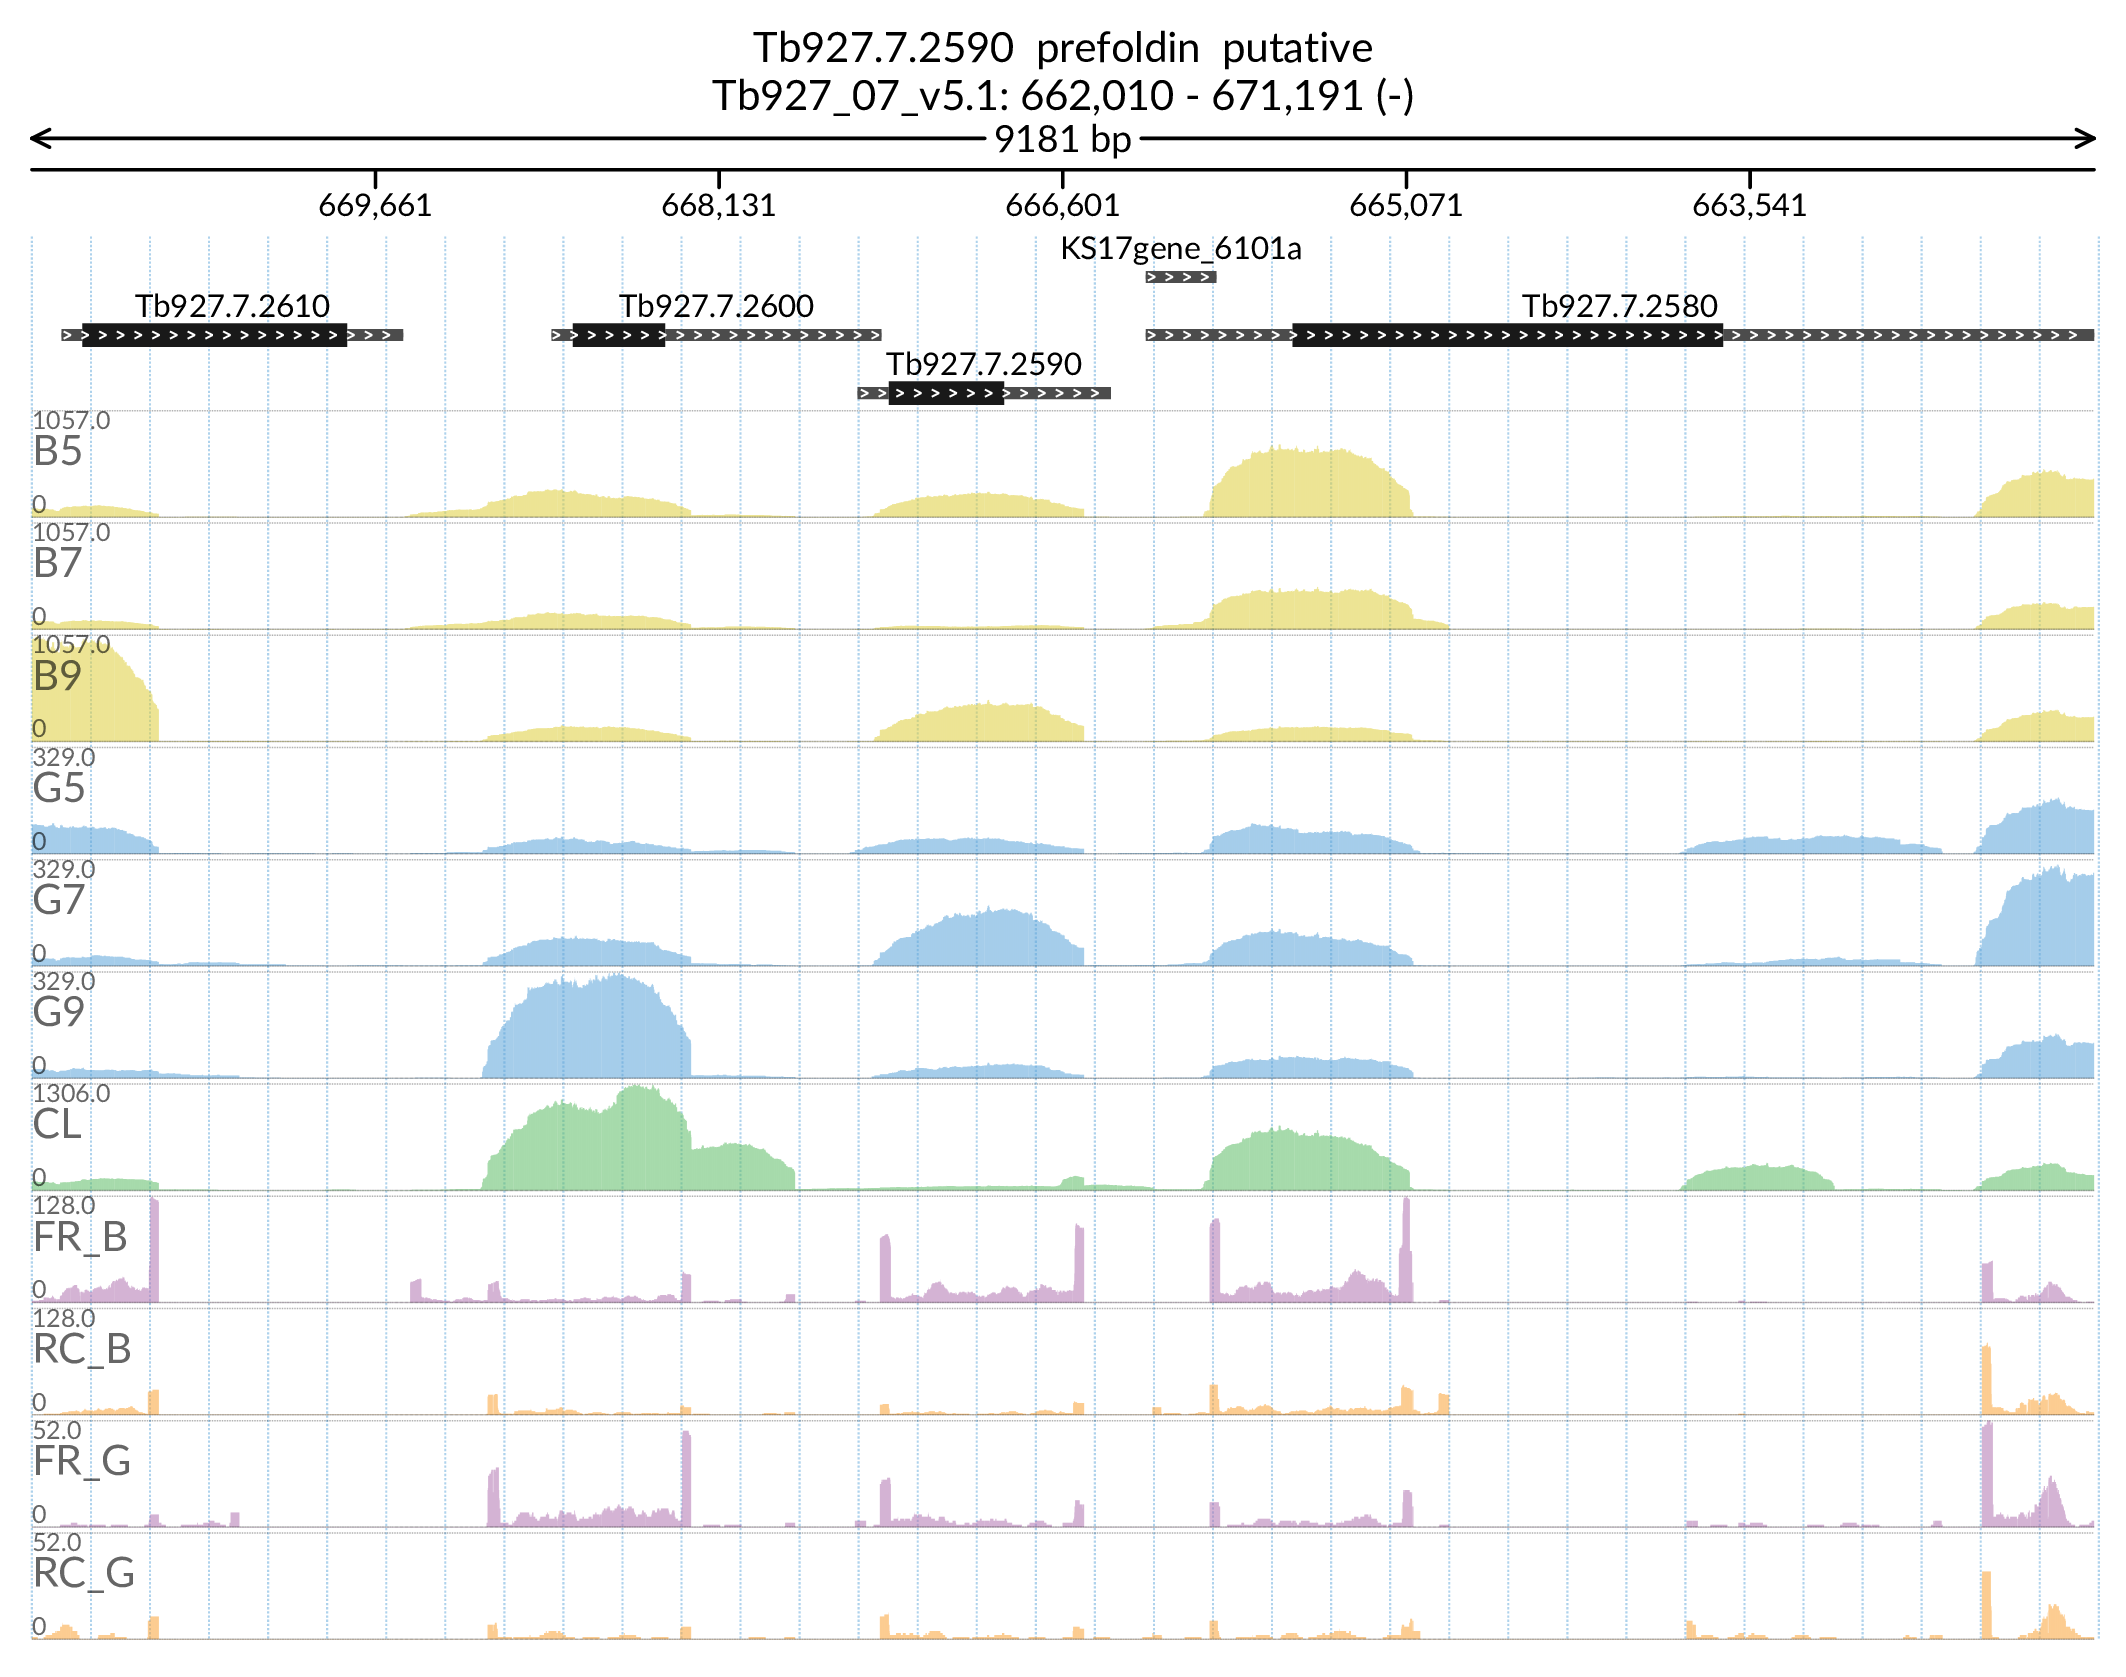 Tb927.7.2590 prefoldin putative
Tb927_07_v5.1: 662,010 - 671,191 (-)
9181 bp
669,661 668,131 666,601 665,071 663,541
KS17gene_6101a
Tb927.7.2610 Tb927.7.2600 Tb927.7.2580
Tb927.7.2590
1057.0
B5
0
1057.0
B7
0
1057.0
B9
0
329.0
G5
0
329.0
G7
0
329.0
G9
0
1306.0
CL
0
128.0
FR_B
0
128.0
RC_B
0
52.0
FR_G
0
52.0
RC_G
0